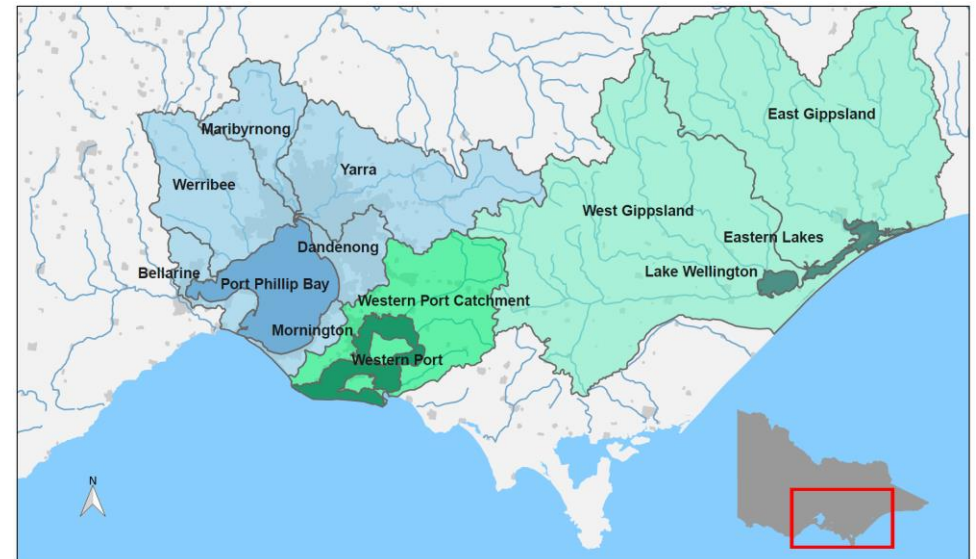 East Gippsland
Maribyrnong
Yarra
Werribee
West Gippsland
Eastern Lakes
Dandenong
Lake Wellington
Bellarine
Port Phillip Bay
Western Port Catchment
Mornington
Western Port
N